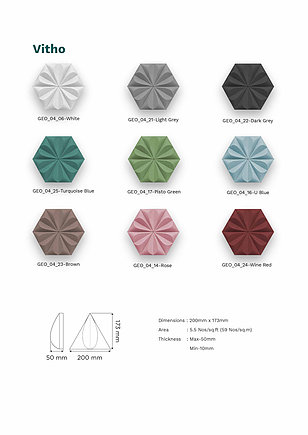 Vitho
GEO_04_06-White
GEO_04_21-Light Grey
GEO_04_22-Dark Grey
GEO_04_25-Turquoise Blue
GEO_04_17-Plato Green
GEO_04_16-U Blue
GEO_04_23-Brown
GEO_04_14-Rose
GEO_04_24-Wine Red
173 mm
50 mm
200 mm
Dimensions : 200mm x 173mm
Area : 5.5 Nos/sq ft (59 Nos/sq m)
Thickness : Max-50mm
Min-10mm